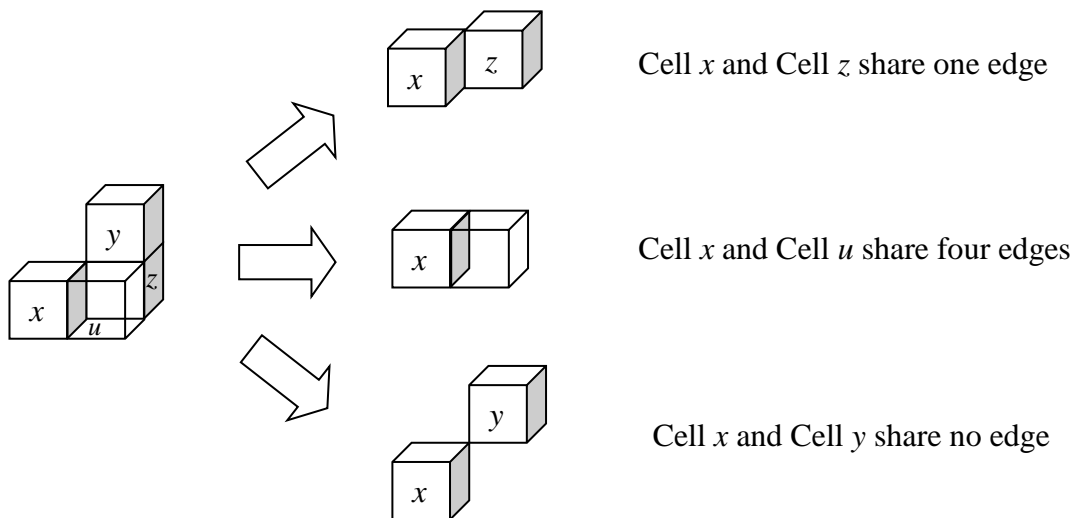 x z
Cell x and Cell z share one edge
y
z
x
u
x
Cell x and Cell u share four edges
y
x
Cell x and Cell y share no edge